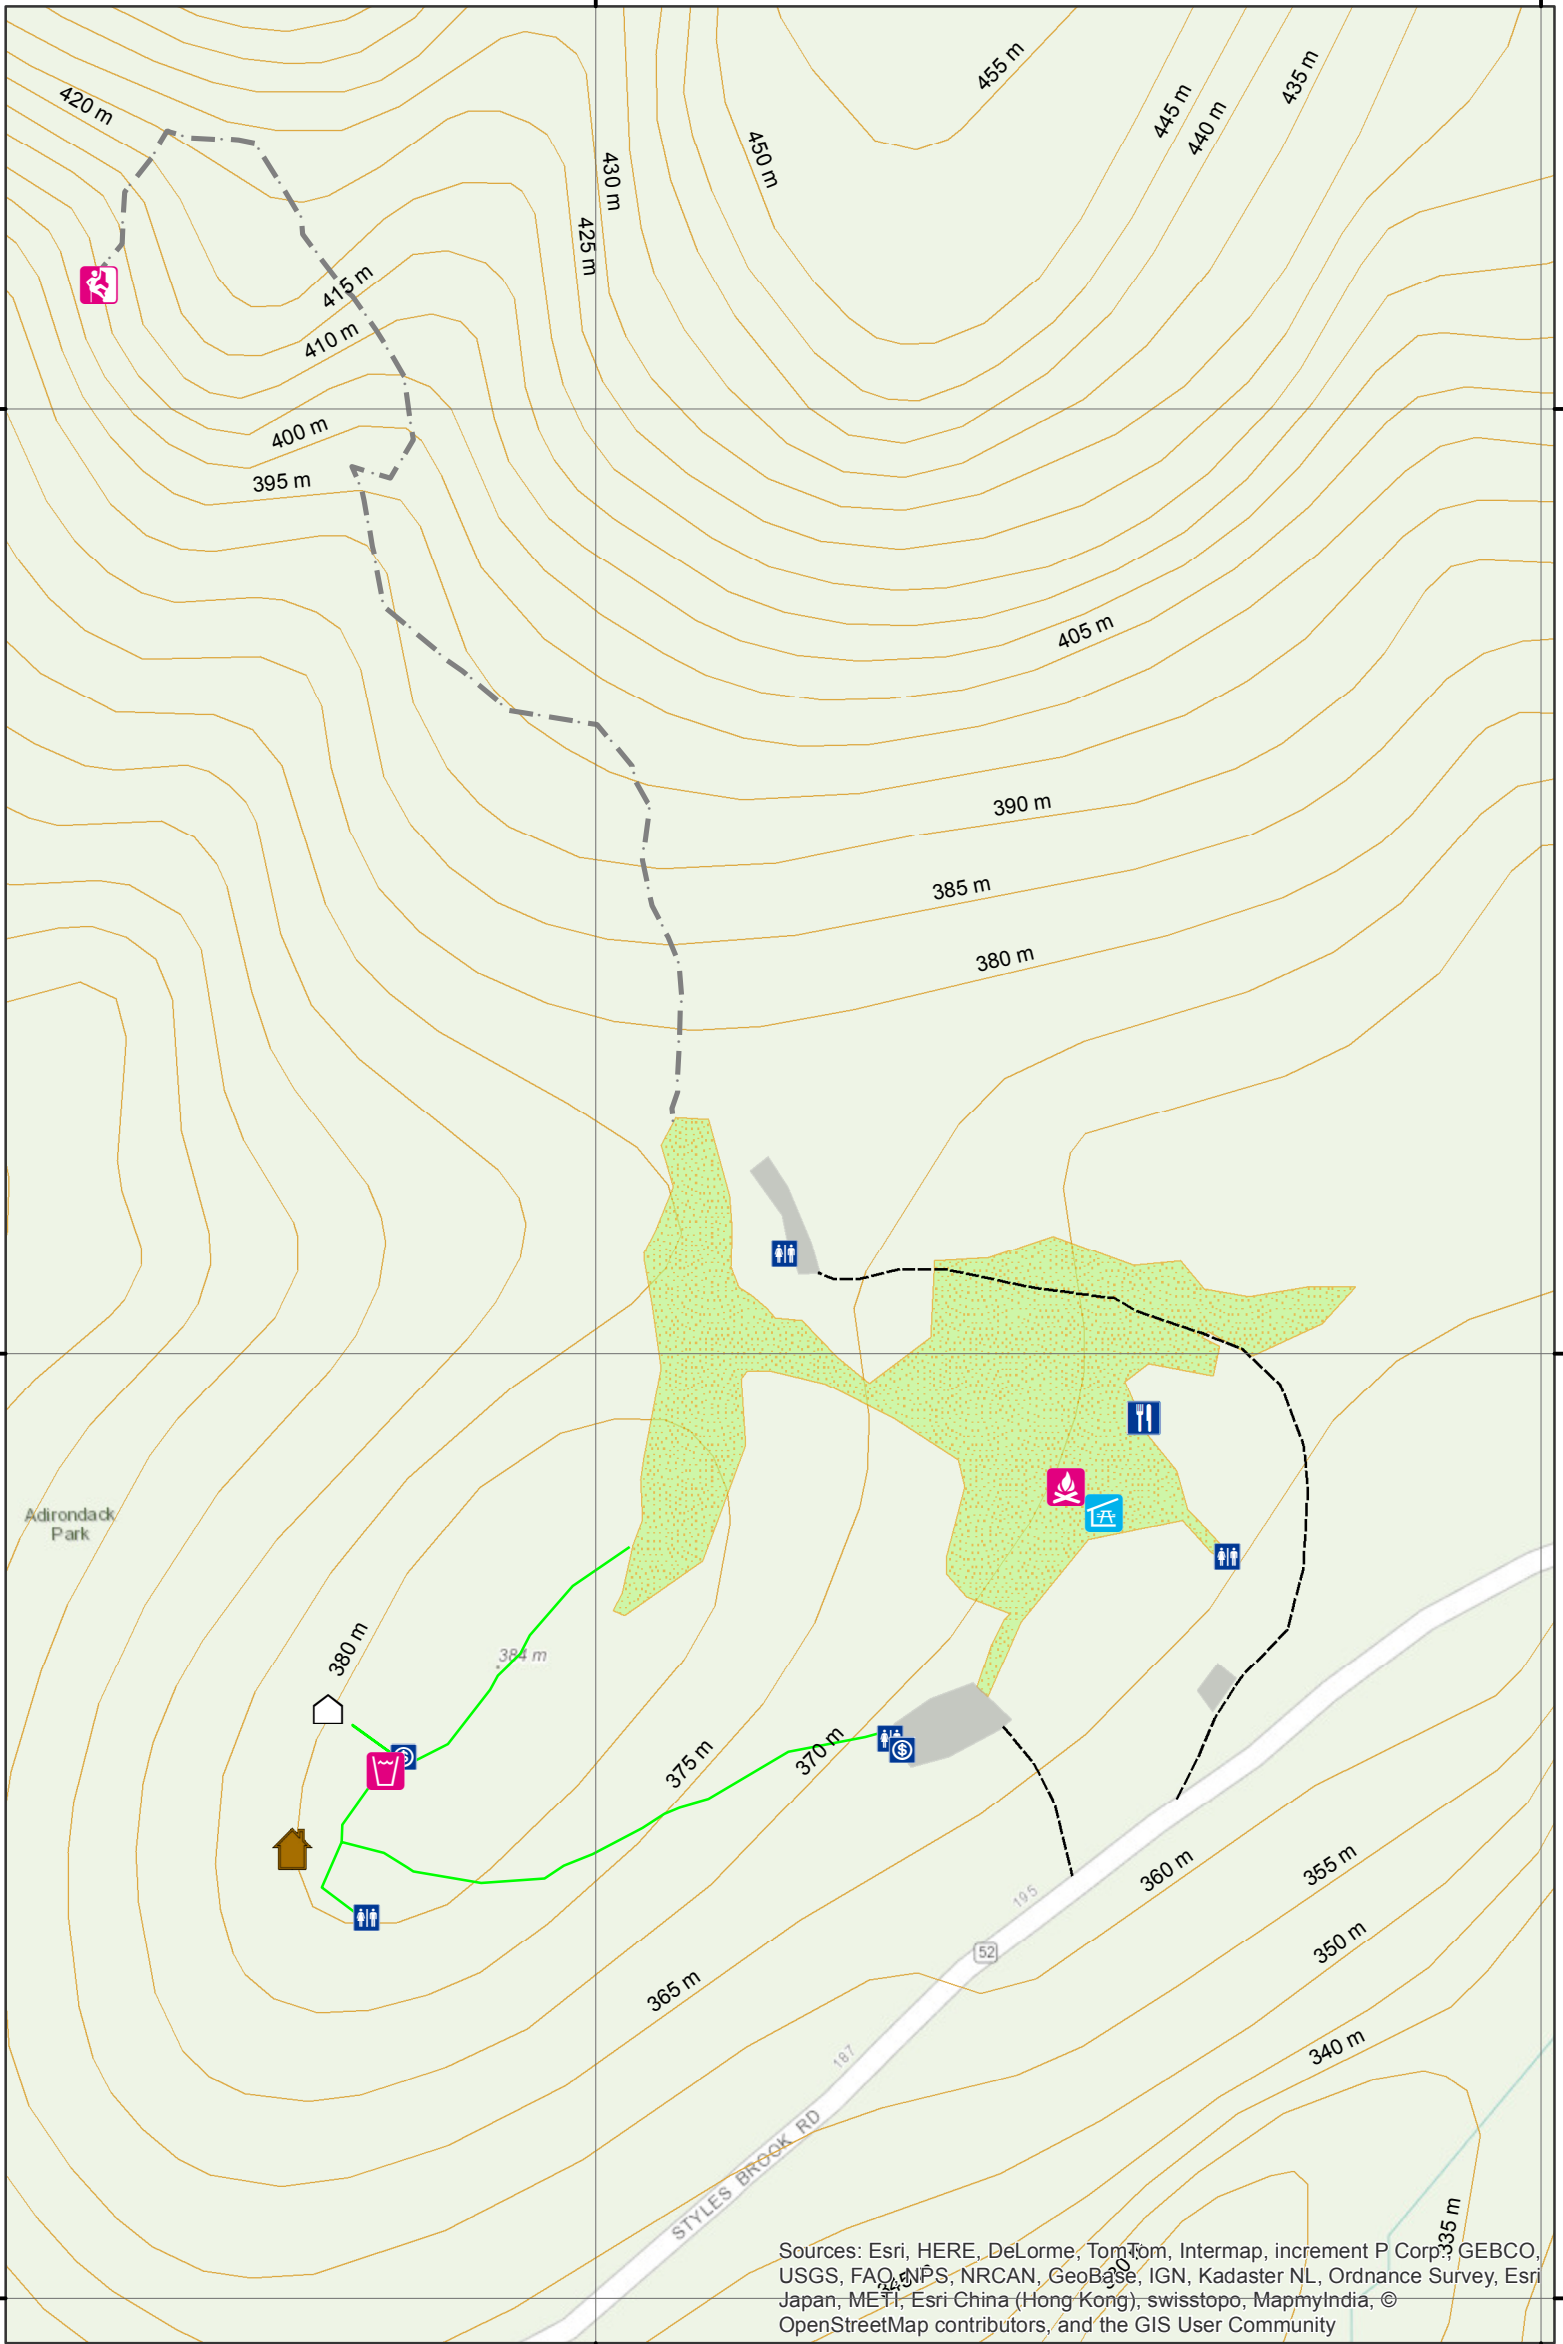 455 m
420 m
435 m
445 m
440 m
450 m
430 m
425 m
415 m
410 m
400 m
395 m
405 m
390 m
385 m
380 m
Adirondack
Park
380 m
384 m
375 m
370 m
360 m
355 m
195
350 m
52
365 m
340 m
187
STYLES BROOK RD
335 m
Sources: Esri, HERE, DeLorme, TomTom, Intermap, increment P Corp., GEBCO,
USGS, FAO, NPS, NRCAN, GeoBase, IGN, Kadaster NL, Ordnance Survey, Esri
Japan, METI, Esri China (Hong Kong), swisstopo, MapmyIndia, ©
OpenStreetMap contributors, and the GIS User Community